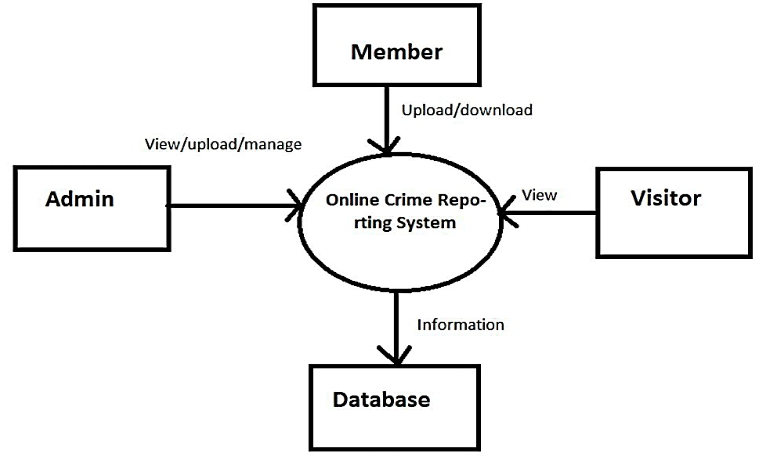 Member
Upload/download
View/upload/manage
Admin
Online Crime Repo-
rting System
View
Visitor
Information
Database